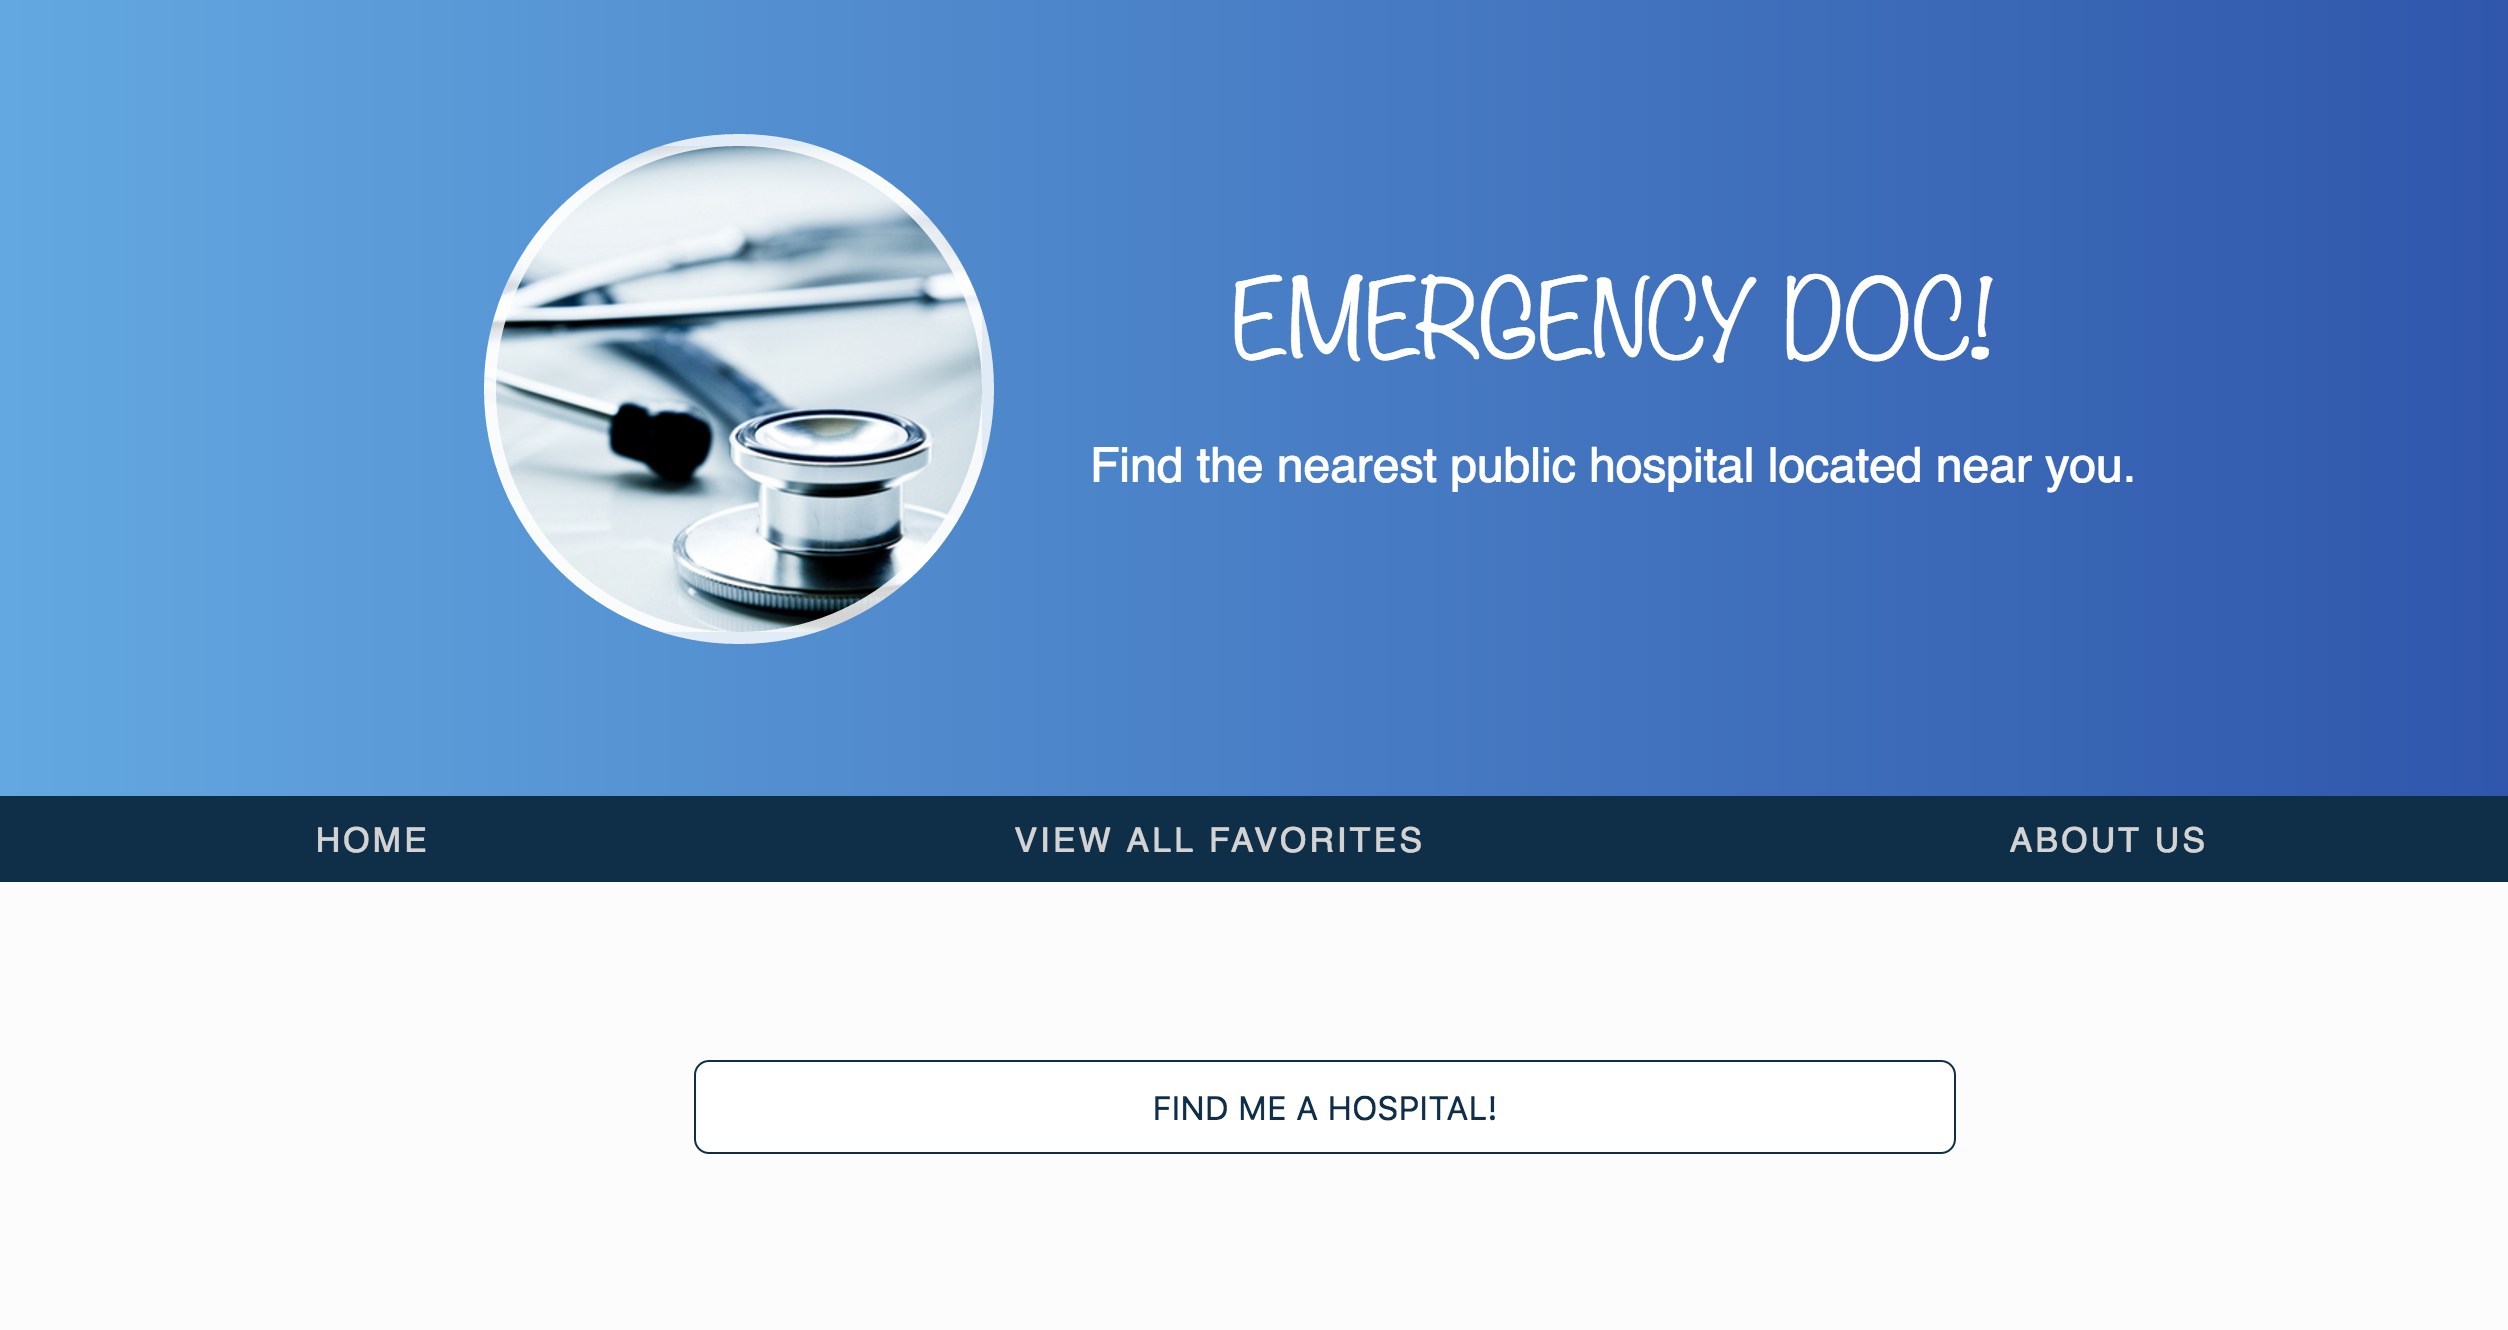 EMERGENCY DOC!
Find the nearest public hospital located near you.
HOME VIEW ALL FAVORITES ABOUT US
FIND ME A HOSPITAL!